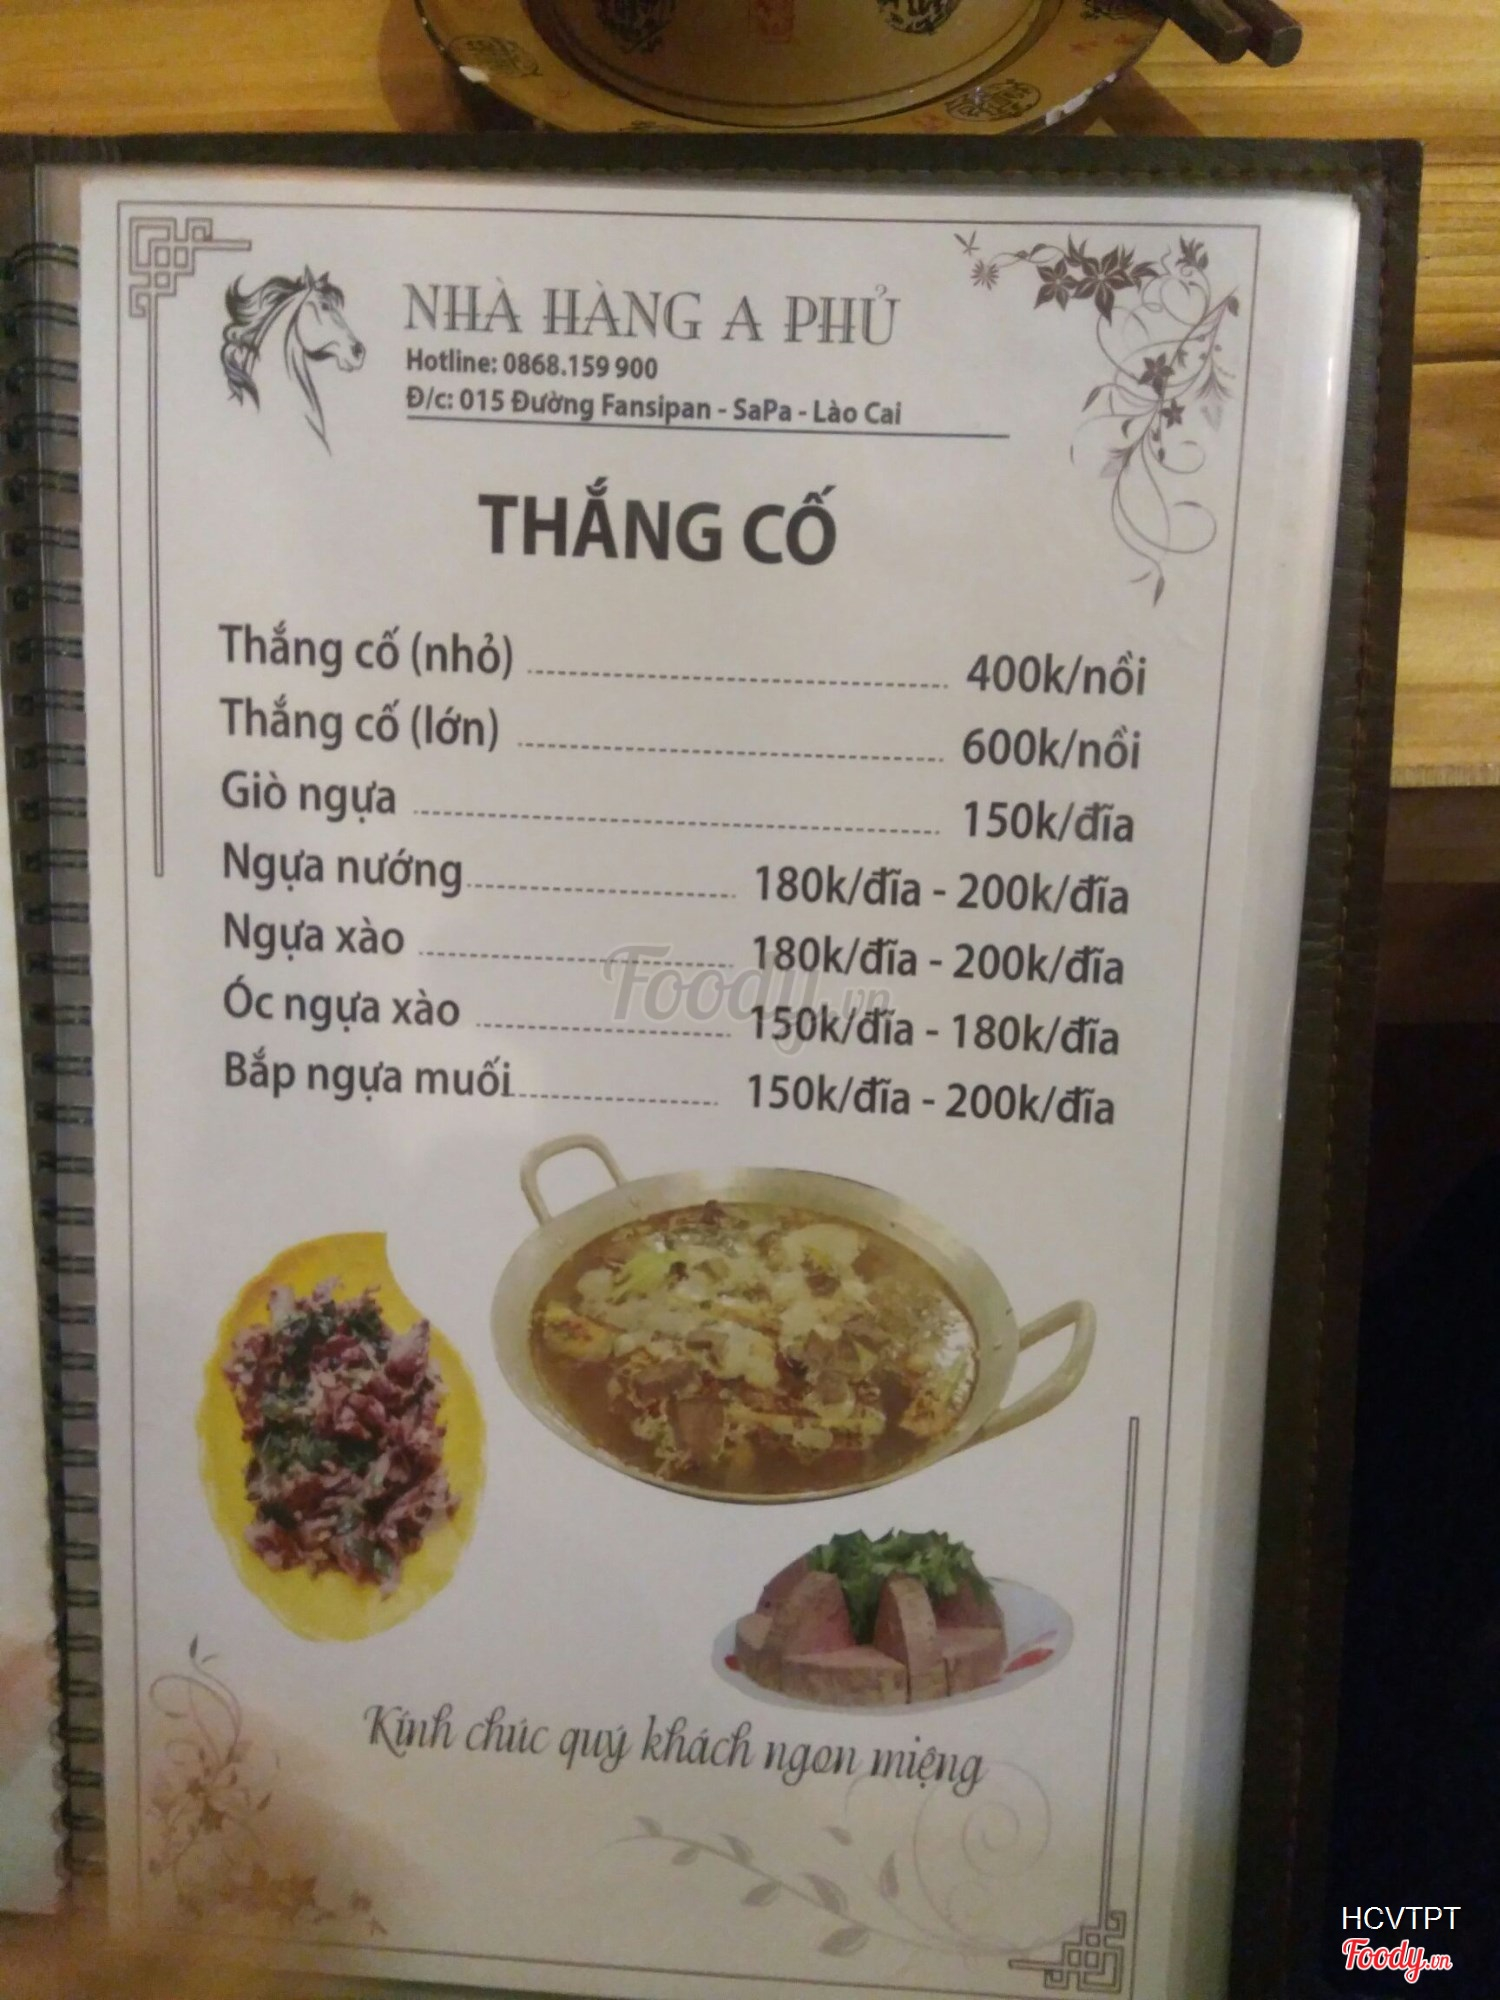 NHÀ HÀNG A PHỦ
Hotline: 0868.159 900
Đ/c: 015 Đường Fansipan - SaPa - Lào Cai
THẮNG CỐ
Thắng cố (nhỏ) 400k/nồi
Thắng cố (lớn) 600k/nồi
Giò ngựa 150k/đĩa
Ngựa nướng 180k/đĩa - 200k/đĩa
Ngựa xào 180k/đĩa - 200k/đĩa
Óc ngựa xào 150k/đĩa - 180k/đĩa
Bắp ngựa muối 150k/đĩa - 200k/đĩa
Foody.vn
Kính chúc quý khách ngon miệng
HCVTPT
Foody.vn